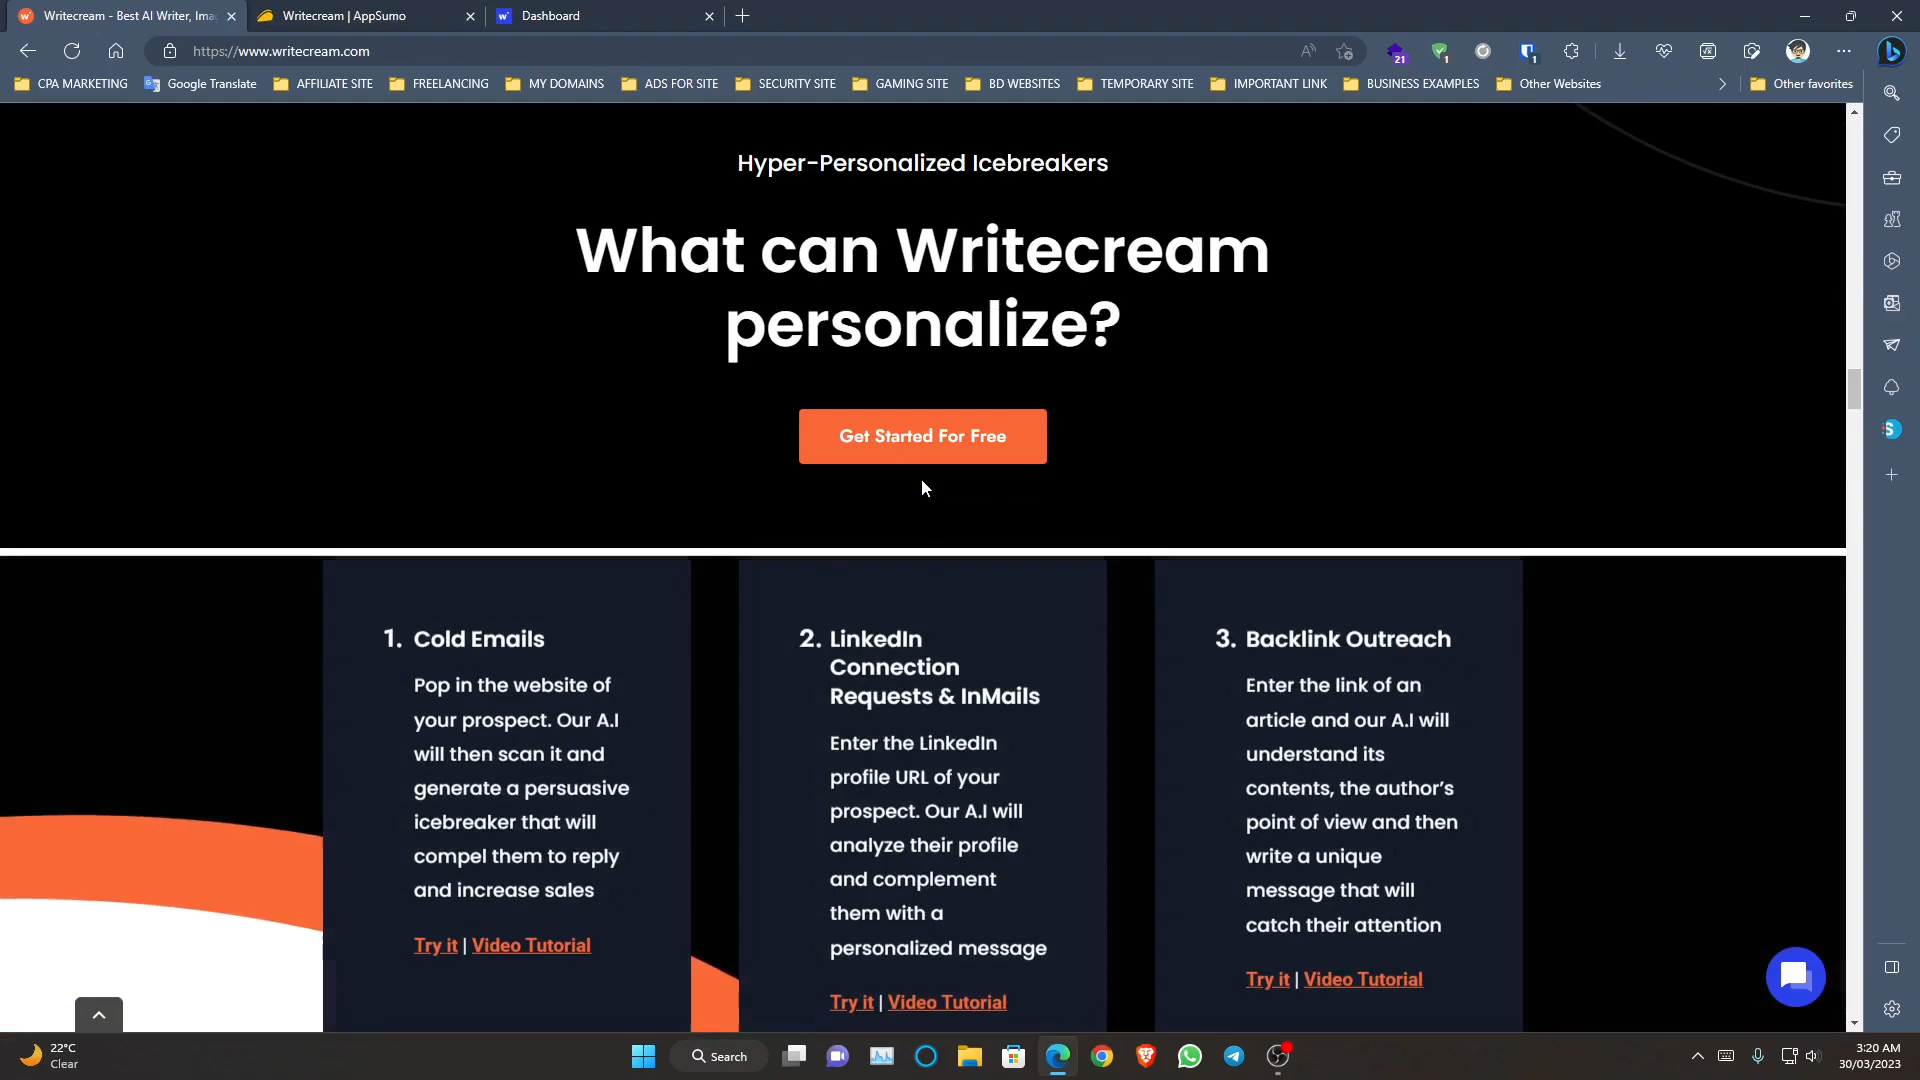 Writecream - Best AI Writer, Ima
Writecream | AppSumo
Dashboard
https://www.writecream.com
21
1
1
CPA MARKETING
Google Translate
AFFILIATE SITE
FREELANCING
MY DOMAINS
ADS FOR SITE
SECURITY SITE
GAMING SITE
BD WEBSITES
TEMPORARY SITE
IMPORTANT LINK
BUSINESS EXAMPLES
Other Websites
Other favorites
Hyper-Personalized Icebreakers
What can Writecream
personalize?
Get Started For Free
1. Cold Emails
Pop in the website of
your prospect. Our A.I
will then scan it and
generate a persuasive
icebreaker that will
compel them to reply
and increase sales
Try it | Video Tutorial
2. LinkedIn
Connection
Requests & InMails
Enter the LinkedIn
profile URL of your
prospect. Our A.I will
analyze their profile
and complement
them with a
personalized message
Try it | Video Tutorial
3. Backlink Outreach
Enter the link of an
article and our A.I will
understand its
contents, the author's
point of view and then
write a unique
message that will
catch their attention
Try it | Video Tutorial
22°C
Clear
Search
3:20 AM
30/03/2023